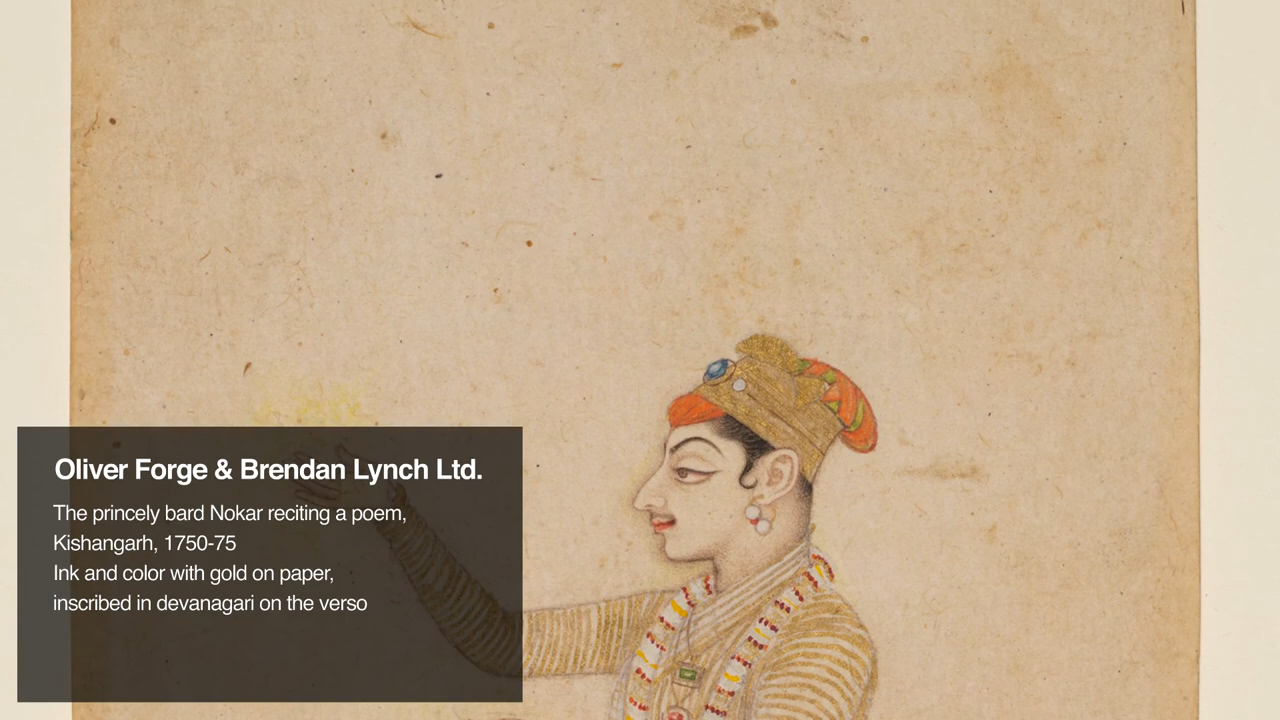 Oliver Forge & Brendan Lynch Ltd.
The princely bard Nokar reciting a poem,
Kishangarh, 1750-75
Ink and color with gold on paper,
inscribed in devanagari on the verso